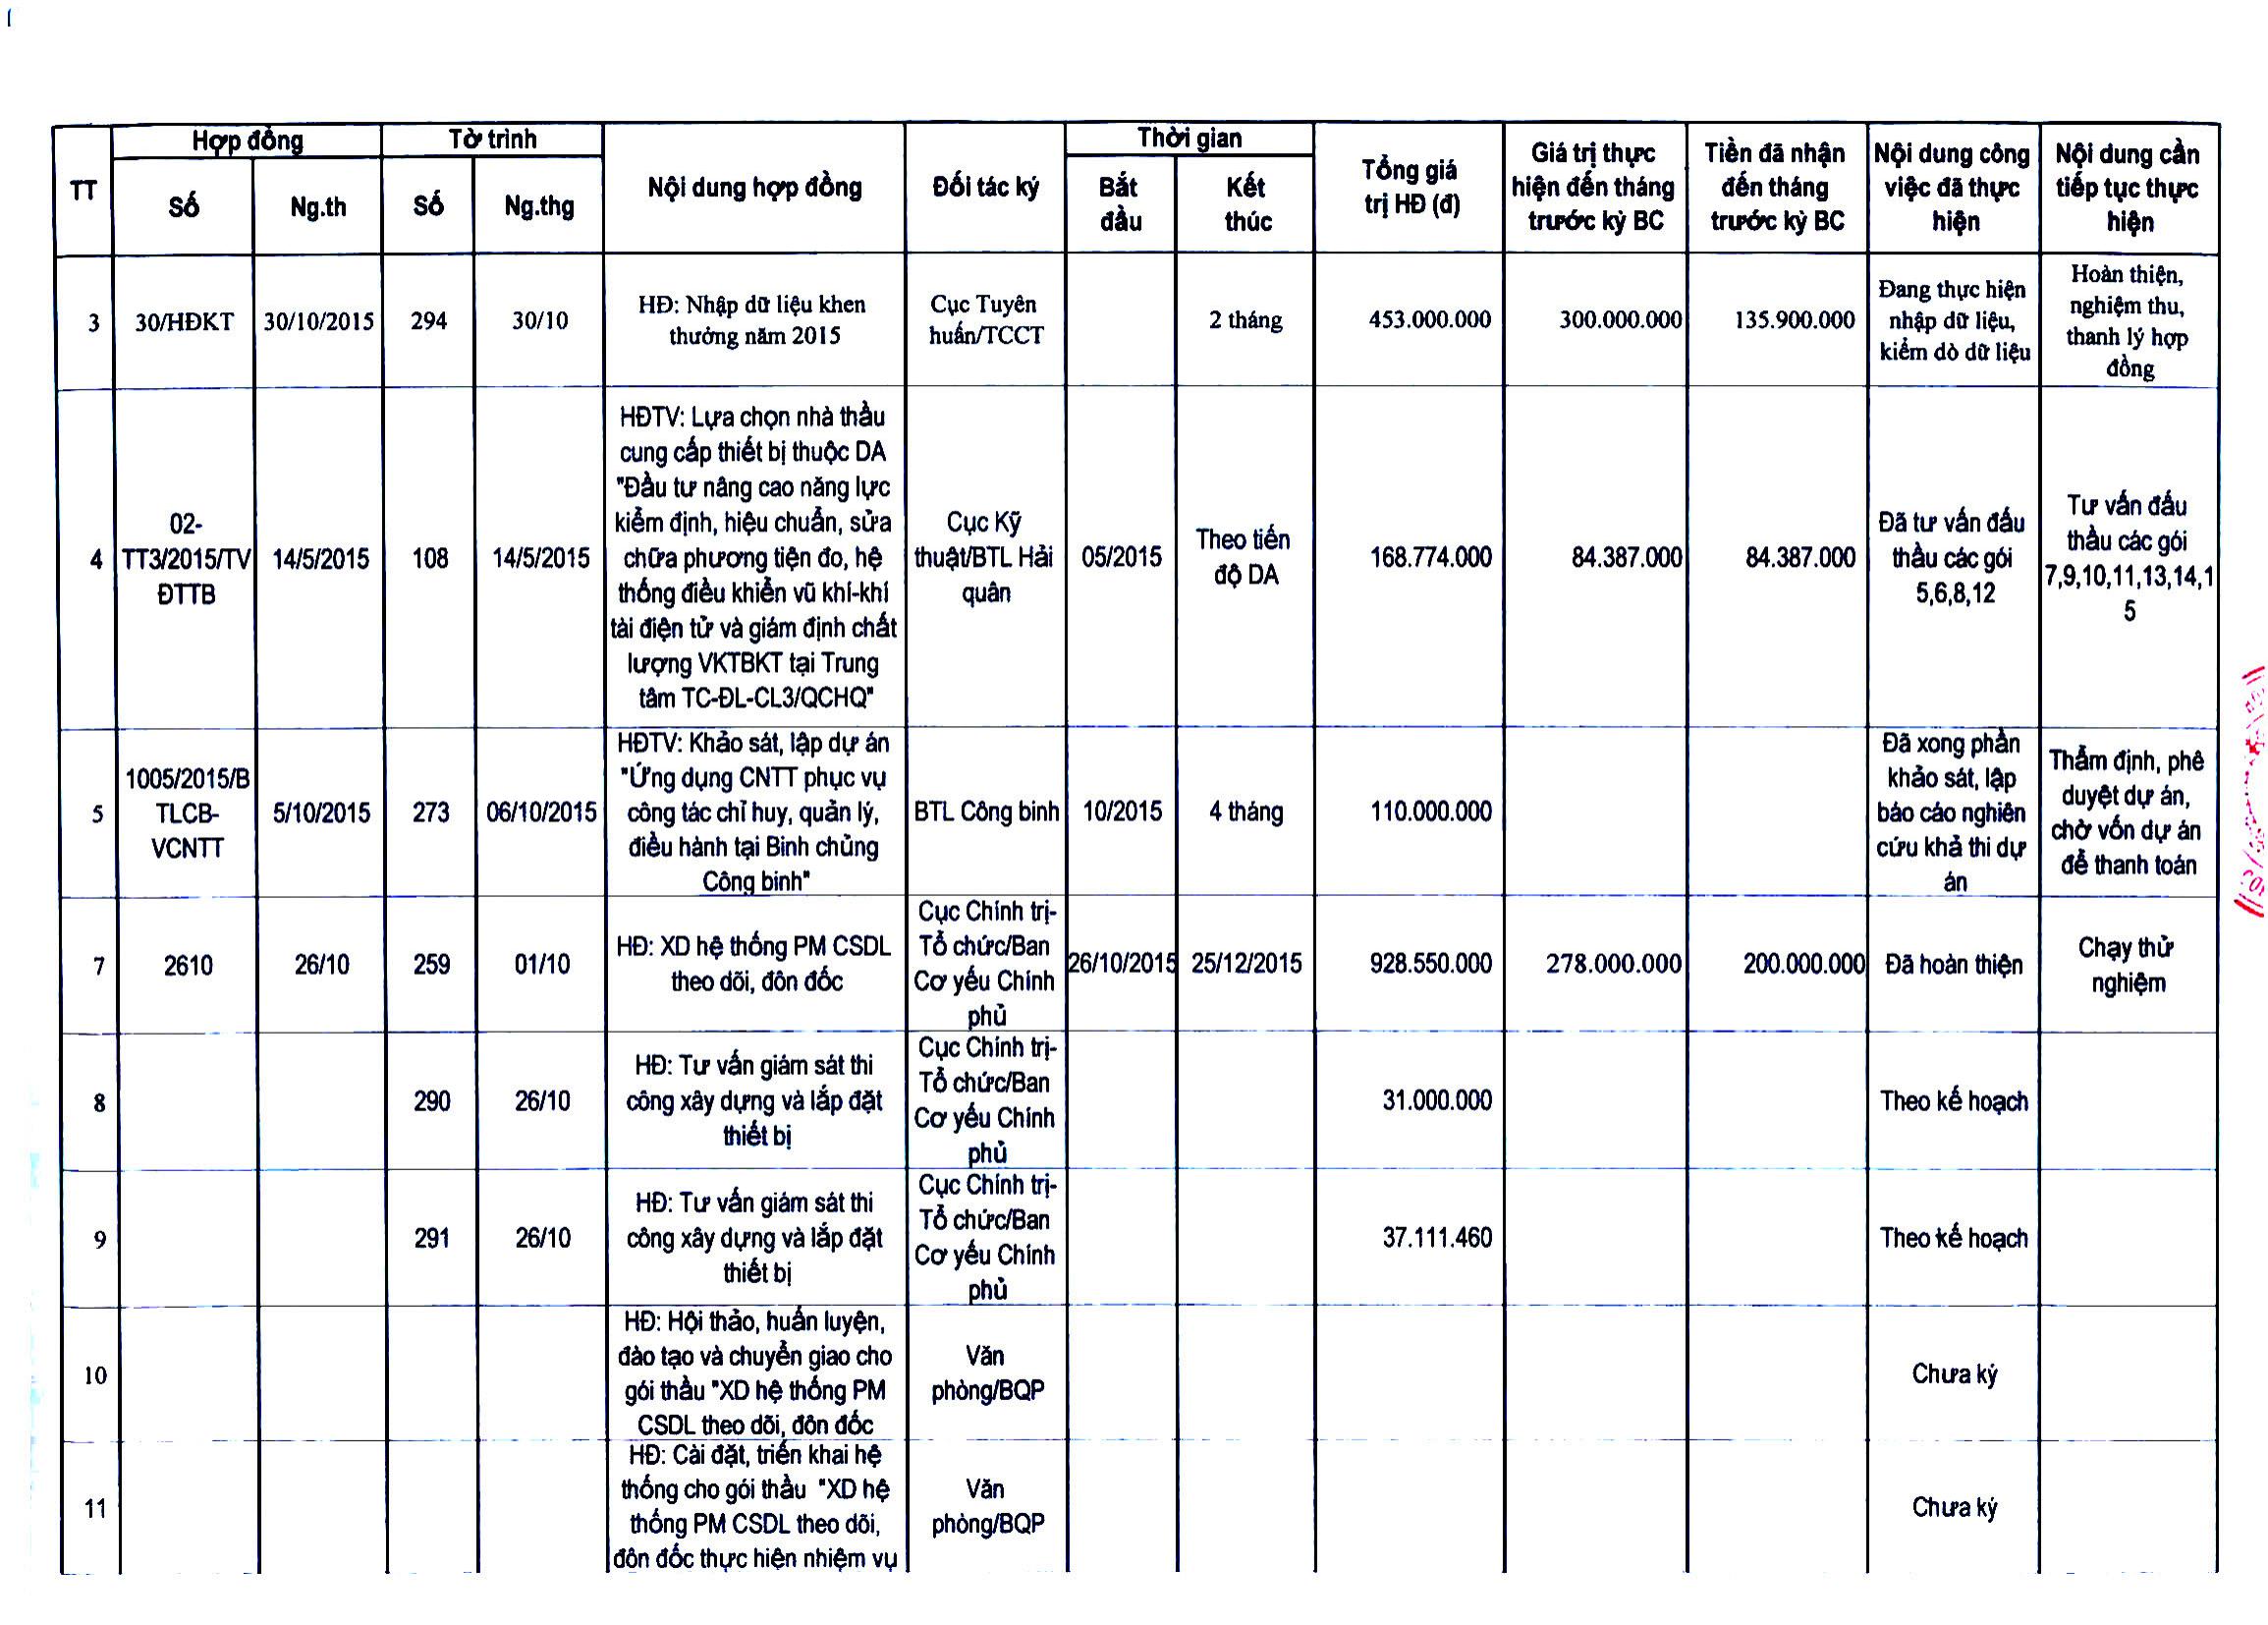 Hợp đồng Tờ trình Thời gian
TT Số Ng.th Số Ng.thg Nội dung hợp đồng Đối tác ký Bắt đầu Kết thúc Tổng giá trị HĐ (đ) Giá trị thực hiện đến tháng trước kỳ BC Tiền đã nhận đến tháng trước kỳ BC Nội dung công việc đã thực hiện Nội dung cần tiếp tục thực hiện
3 30/HĐKT 30/10/2015 294 30/10
HĐ: Nhập dữ liệu khen
thưởng năm 2015
Cục Tuyên
huấn/TCCT
2 tháng 453.000.000 300.000.000 135.900.000
Đang thực hiện
nhập dữ liệu,
kiểm dò dữ liệu
Hoàn thiện,
nghiệm thu,
thanh lý hợp
đồng
4
02-
TT3/2015/TV
ĐTTB
14/5/2015 108 14/5/2015
HĐTV: Lựa chọn nhà thầu
cung cấp thiết bị thuộc DA
"Đầu tư nâng cao năng lực
kiểm định, hiệu chuẩn, sửa
chữa phương tiện đo, hệ
thống điều khiển vũ khí-khí
tài điện tử và giám định chất
lượng VKTBKT tại Trung
tâm TC-ĐL-CL3/QCHQ"
Cục Kỹ
thuật/BTL Hải
quân
05/2015
Theo tiến
độ DA
168.774.000 84.387.000 84.387.000
Đã tư vấn đấu
thầu các gói
5,6,8,12
Tư vấn đấu
thầu các gói
7,9,10,11,13,14,1
5
5
1005/2015/B
TLCB-
VCNTT
5/10/2015 273 06/10/2015
HĐTV: Khảo sát, lập dự án
"Ứng dụng CNTT phục vụ
công tác chỉ huy, quản lý,
điều hành tại Binh chủng
Công binh"
BTL Công binh 10/2015 4 tháng 110.000.000
Đã xong phần
khảo sát, lập
báo cáo nghiên
cứu khả thi dự
án
Thẩm định, phê
duyệt dự án,
chờ vốn dự án
để thanh toán
7 2610 26/10 259 01/10
HĐ: XD hệ thống PM CSDL
theo dõi, đôn đốc
Cục Chính trị-
Tổ chức/Ban
Cơ yếu Chính
phủ
26/10/2015 25/12/2015 928.550.000 278.000.000 200.000.000 Đã hoàn thiện
Chạy thử
nghiệm
8 290 26/10
HĐ: Tư vấn giám sát thi
công xây dựng và lắp đặt
thiết bị
Cục Chính trị-
Tổ chức/Ban
Cơ yếu Chính
phủ
31.000.000 Theo kế hoạch
9 291 26/10
HĐ: Tư vấn giám sát thi
công xây dựng và lắp đặt
thiết bị
Cục Chính trị-
Tổ chức/Ban
Cơ yếu Chính
phủ
37.111.460 Theo kế hoạch
10
HĐ: Hội thảo, huấn luyện,
đào tạo và chuyển giao cho
gói thầu "XD hệ thống PM
CSDL theo dõi, đôn đốc
Văn
phòng/BQP
Chưa ký
11
HĐ: Cài đặt, triển khai hệ
thống cho gói thầu "XD hệ
thống PM CSDL theo dõi,
đôn đốc thực hiện nhiệm vụ
Văn
phòng/BQP
Chưa ký